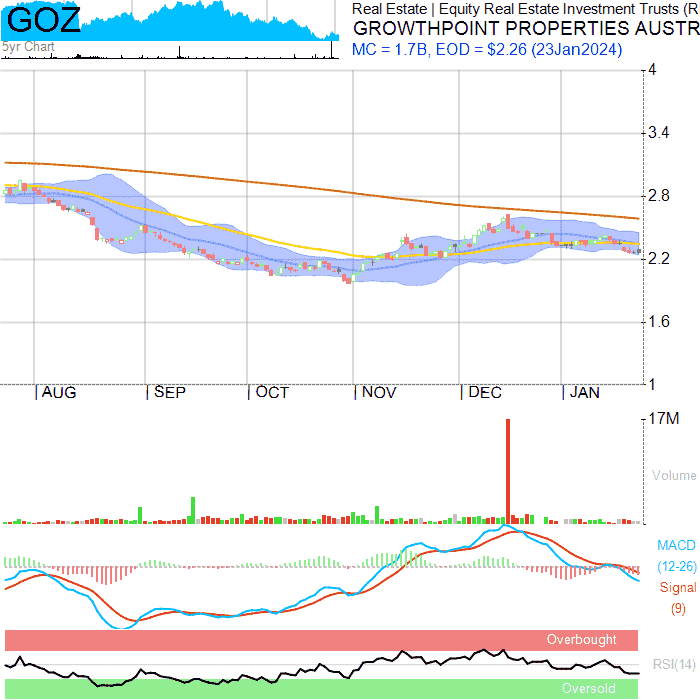 GOZ
5yr Chart
Real Estate | Equity Real Estate Investment Trusts (R
GROWTHPOINT PROPERTIES AUSTR
MC = 1.7B, EOD = $2.26 (23Jan2024)
4
3.4
2.8
2.2
1.6
1
AUG SEP OCT NOV DEC JAN
17M
Volume
MACD
(12-26)
Signal
(9)
Overbought
RSI(14)
Oversold